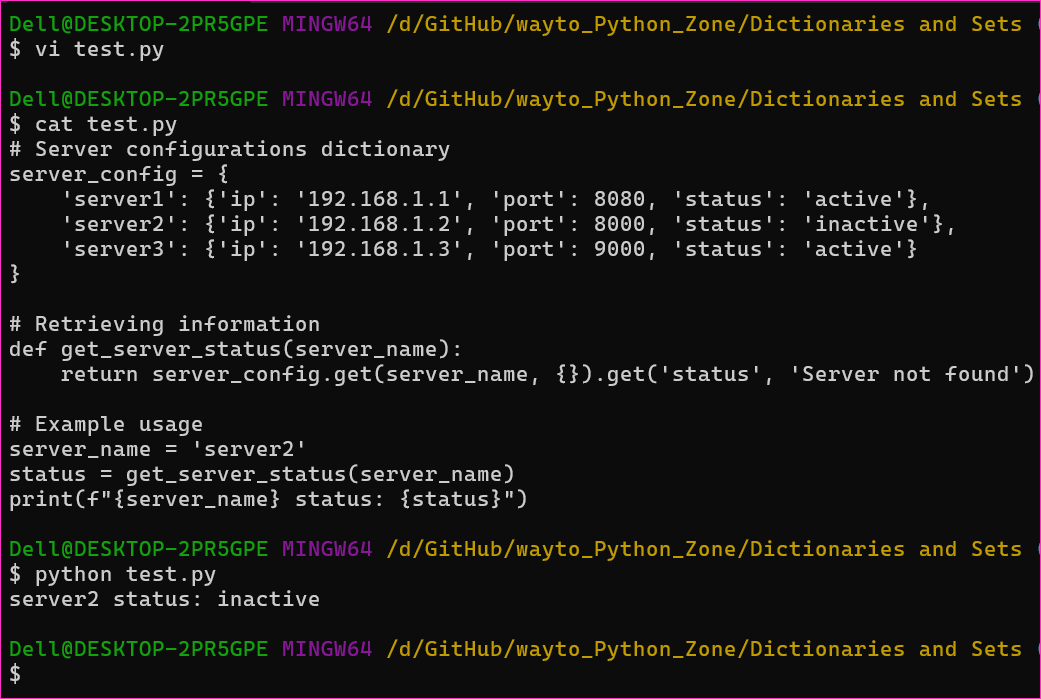 Dell@DESKTOP-2PR5GPE MINGW64 /d/GitHub/wayto_Python_Zone/Dictionaries and Sets (
$ vi test.py

Dell@DESKTOP-2PR5GPE MINGW64 /d/GitHub/wayto_Python_Zone/Dictionaries and Sets (
$ cat test.py
# Server configurations dictionary
server_config = {
    'server1': {'ip': '192.168.1.1', 'port': 8080, 'status': 'active'},
    'server2': {'ip': '192.168.1.2', 'port': 8000, 'status': 'inactive'},
    'server3': {'ip': '192.168.1.3', 'port': 9000, 'status': 'active'}
}

# Retrieving information
def get_server_status(server_name):
    return server_config.get(server_name, {}).get('status', 'Server not found')

# Example usage
server_name = 'server2'
status = get_server_status(server_name)
print(f"{server_name} status: {status}")

Dell@DESKTOP-2PR5GPE MINGW64 /d/GitHub/wayto_Python_Zone/Dictionaries and Sets (
$ python test.py
server2 status: inactive

Dell@DESKTOP-2PR5GPE MINGW64 /d/GitHub/wayto_Python_Zone/Dictionaries and Sets (
$